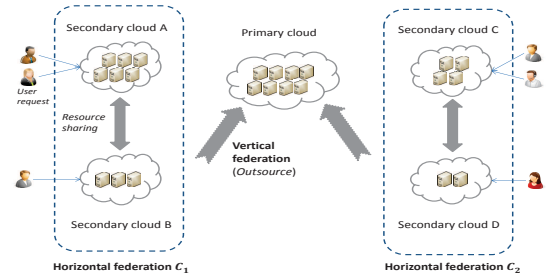 Secondary cloud A
Primary cloud
Secondary cloud C
User
request
Resource
sharing
Vertical
federation
(Outsource)
Secondary cloud B
Secondary cloud D
Horizontal federation C₁
Horizontal federation C₂